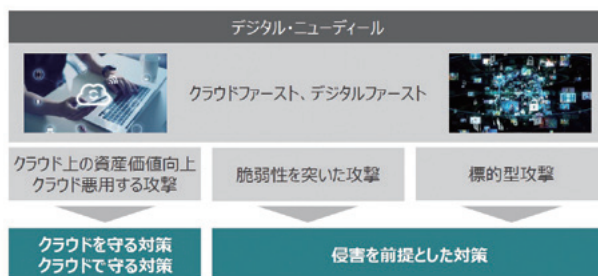 デジタル・ニューディール
クラウドファースト、デジタルファースト
クラウド上の資産価値向上
クラウド悪用する攻撃
脆弱性を突いた攻撃
標的型攻撃
クラウドを守る対策
クラウドで守る対策
侵害を前提とした対策